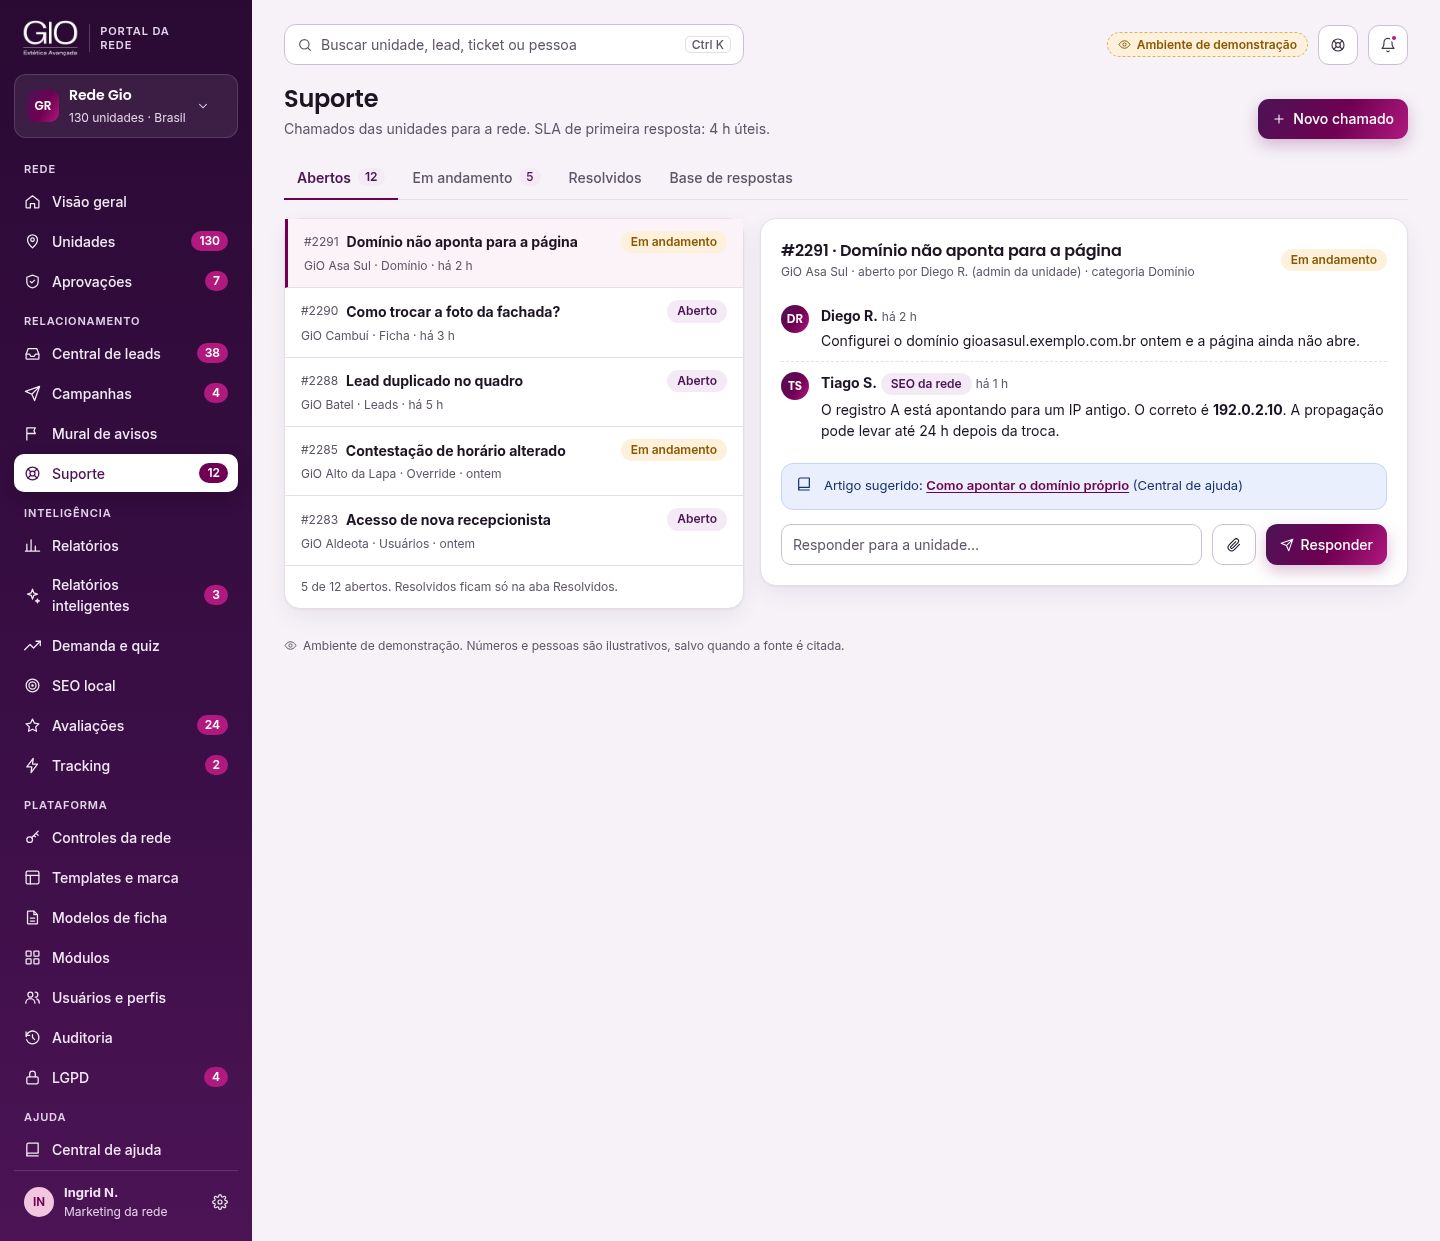 GIO
Estética Avançada
PORTAL DA
REDE
GR
Rede Gio
130 unidades · Brasil
REDE
Visão geral
Unidades 130
Aprovações 7
RELACIONAMENTO
Central de leads 38
Campanhas 4
Mural de avisos
Suporte 12
INTELIGÊNCIA
Relatórios
Relatórios
inteligentes 3
Demanda e quiz
SEO local
Avaliações 24
Tracking 2
PLATAFORMA
Controles da rede
Templates e marca
Modelos de ficha
Módulos
Usuários e perfis
Auditoria
LGPD 4
AJUDA
Central de ajuda
IN
Ingrid N.
Marketing da rede
Buscar unidade, lead, ticket ou pessoa Ctrl K
Ambiente de demonstração
Suporte
Chamados das unidades para a rede. SLA de primeira resposta: 4 h úteis.
Novo chamado
Abertos 12 Em andamento 5 Resolvidos Base de respostas
#2291 Domínio não aponta para a página Em andamento
GiO Asa Sul · Domínio · há 2 h
#2290 Como trocar a foto da fachada? Aberto
GiO Cambuí · Ficha · há 3 h
#2288 Lead duplicado no quadro Aberto
GiO Batel · Leads · há 5 h
#2285 Contestação de horário alterado Em andamento
GiO Alto da Lapa · Override · ontem
#2283 Acesso de nova recepcionista Aberto
GiO Aldeota · Usuários · ontem
5 de 12 abertos. Resolvidos ficam só na aba Resolvidos.
#2291 · Domínio não aponta para a página Em andamento
GiO Asa Sul · aberto por Diego R. (admin da unidade) · categoria Domínio
DR Diego R. há 2 h
Configurei o domínio gioasasul.exemplo.com.br ontem e a página ainda não abre.
TS Tiago S. SEO da rede há 1 h
O registro A está apontando para um IP antigo. O correto é 192.0.2.10. A propagação
pode levar até 24 h depois da troca.
Artigo sugerido: Como apontar o domínio próprio (Central de ajuda)
Responder para a unidade... Responder
Ambiente de demonstração. Números e pessoas são ilustrativos, salvo quando a fonte é citada.